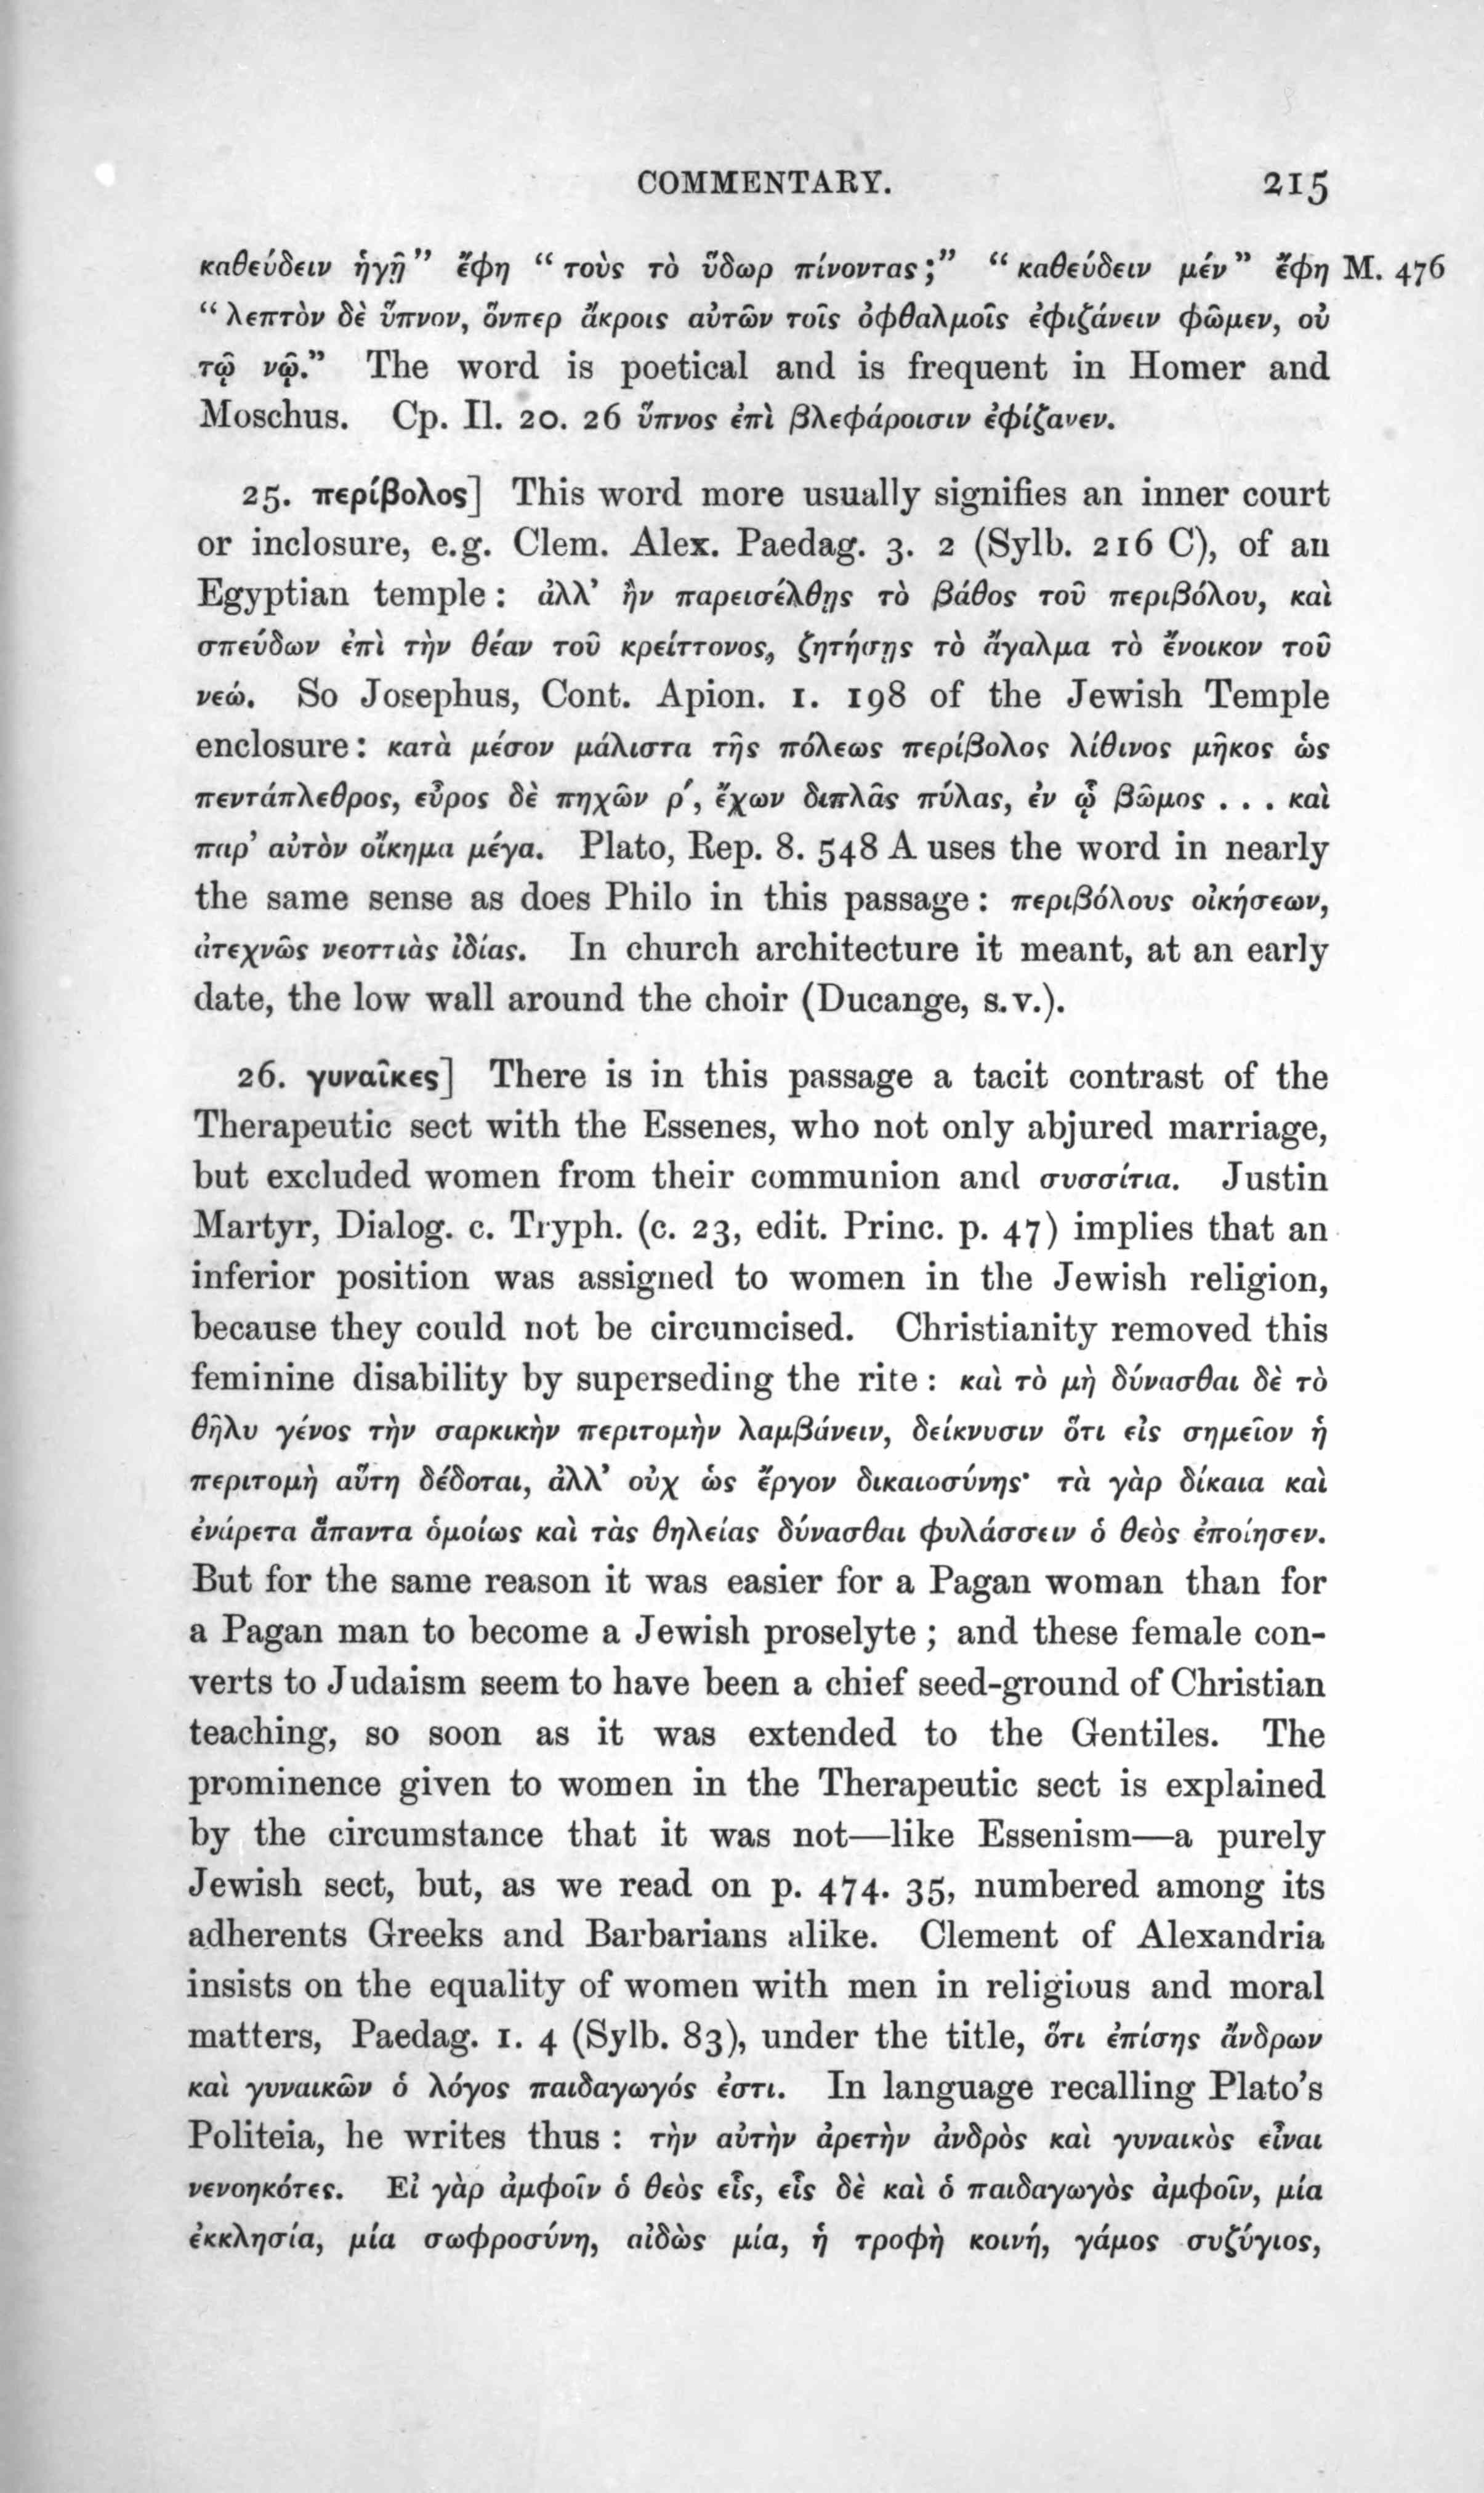 COMMENTARY. 215
καθεύδειν ἡγῇ” ἔφη “τοὺς τὸ ὕδωρ πίνοντας;” “καθεύδειν μέν” ἔφη M. 476
“λεπτὸν δὲ ὕπνον, ὅνπερ ἄκροις αὐτῶν τοῖς ὀφθαλμοῖς ἐφιζάνειν φῶμεν, οὐ
τῷ νῷ.” The word is poetical and is frequent in Homer and
Moschus. Cp. Il. 20. 26 ὕπνος ἐπὶ βλεφάροισιν ἐφίζανεν.
25. περίβολος] This word more usually signifies an inner court
or inclosure, e.g. Clem. Alex. Paedag. 3. 2 (Sylb. 216 C), of an
Egyptian temple: ἀλλ’ ἢν παρεισέλθῃς τὸ βάθος τοῦ περιβόλου, καὶ
σπεύδων ἐπὶ τὴν θέαν τοῦ κρείττονος, ζητήσῃς τὸ ἄγαλμα τὸ ἔνοικον τοῦ
νεώ. So Josephus, Cont. Apion. 1. 198 of the Jewish Temple
enclosure: κατὰ μέσον μάλιστα τῆς πόλεως περίβολος λίθινος μῆκος ὡς
πεντάπλεθρος, εὖρος δὲ πηχῶν ρ΄, ἔχων διπλᾶς πύλας, ἐν ᾧ βῶμος . . . καὶ
παρ’ αὐτὸν οἴκημα μέγα. Plato, Rep. 8. 548 A uses the word in nearly
the same sense as does Philo in this passage: περιβόλους οἰκήσεων,
ἀτεχνῶς νεοττιὰς ἰδίας. In church architecture it meant, at an early
date, the low wall around the choir (Ducange, s.v.).
26. γυναῖκες] There is in this passage a tacit contrast of the
Therapeutic sect with the Essenes, who not only abjured marriage,
but excluded women from their communion and συσσίτια. Justin
Martyr, Dialog. c. Tryph. (c. 23, edit. Princ. p. 47) implies that an
inferior position was assigned to women in the Jewish religion,
because they could not be circumcised. Christianity removed this
feminine disability by superseding the rite: καὶ τὸ μὴ δύνασθαι δὲ τὸ
θῆλυ γένος τὴν σαρκικὴν περιτομὴν λαμβάνειν, δείκνυσιν ὅτι εἰς σημεῖον ἡ
περιτομὴ αὕτη δέδοται, ἀλλ’ οὐχ ὡς ἔργον δικαιοσύνης· τὰ γὰρ δίκαια καὶ
ἐνάρετα ἅπαντα ὁμοίως καὶ τὰς θηλείας δύνασθαι φυλάσσειν ὁ θεὸς ἐποίησεν.
But for the same reason it was easier for a Pagan woman than for
a Pagan man to become a Jewish proselyte; and these female con-
verts to Judaism seem to have been a chief seed-ground of Christian
teaching, so soon as it was extended to the Gentiles. The
prominence given to women in the Therapeutic sect is explained
by the circumstance that it was not—like Essenism—a purely
Jewish sect, but, as we read on p. 474. 35, numbered among its
adherents Greeks and Barbarians alike. Clement of Alexandria
insists on the equality of women with men in religious and moral
matters, Paedag. 1. 4 (Sylb. 83), under the title, ὅτι ἐπίσης ἄνδρων
καὶ γυναικῶν ὁ λόγος παιδαγωγός ἐστι. In language recalling Plato’s
Politeia, he writes thus: τὴν αὐτὴν ἀρετὴν ἀνδρὸς καὶ γυναικὸς εἶναι
νενοηκότες. Εἰ γὰρ ἀμφοῖν ὁ θεὸς εἷς, εἷς δὲ καὶ ὁ παιδαγωγὸς ἀμφοῖν, μία
ἐκκλησία, μία σωφροσύνη, αἰδὼς μία, ἡ τροφὴ κοινή, γάμος συζύγιος,